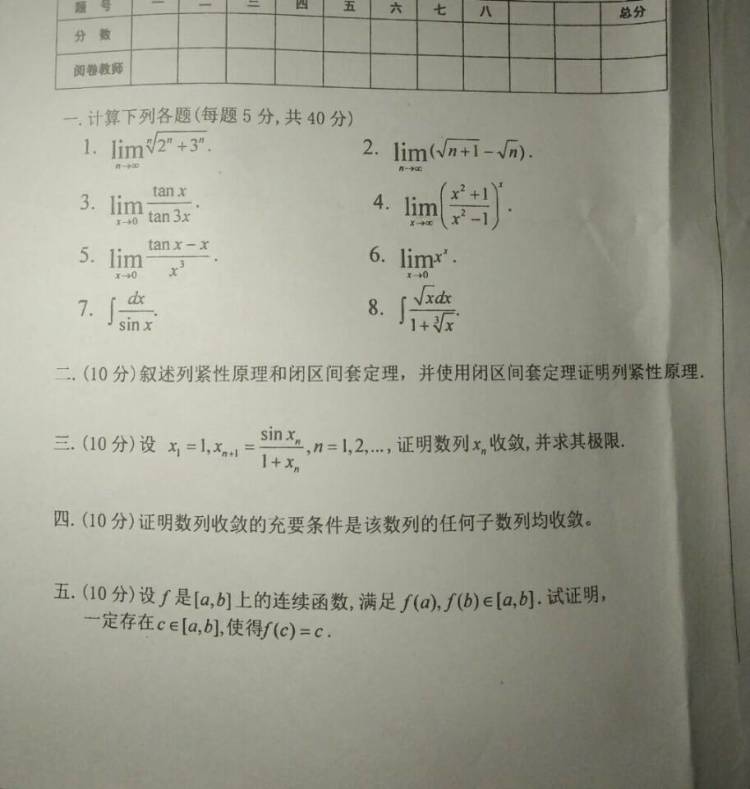 题 号 一 二 三 四 五 六 七 八 总分
分 数
阅卷教师
一.计算下列各题(每题 5 分,共 40 分)
1. $\lim_{n\to\infty}\sqrt[n]{2^n+3^n}$. 2. $\lim_{n\to\infty}(\sqrt{n+1}-\sqrt{n})$.
3. $\lim_{x\to 0}\frac{\tan x}{\tan 3x}$. 4. $\lim_{x\to\infty}\left(\frac{x^2+1}{x^2-1}\right)^x$.
5. $\lim_{x\to 0}\frac{\tan x-x}{x^3}$. 6. $\lim_{x\to 0}x^x$.
7. $\int\frac{dx}{\sin x}$. 8. $\int\frac{\sqrt{x}dx}{1+\sqrt[3]{x}}$.
二.(10 分)叙述列紧性原理和闭区间套定理，并使用闭区间套定理证明列紧性原理.
三.(10 分)设 $x_1=1,x_{n+1}=\frac{\sin x_n}{1+x_n},n=1,2,...$,证明数列$x_n$收敛,并求其极限.
四.(10 分)证明数列收敛的充要条件是该数列的任何子数列均收敛。
五.(10 分)设 $f$ 是$[a,b]$上的连续函数,满足 $f(a),f(b)\in[a,b]$.试证明，
一定存在$c\in[a,b]$,使得$f(c)=c$.